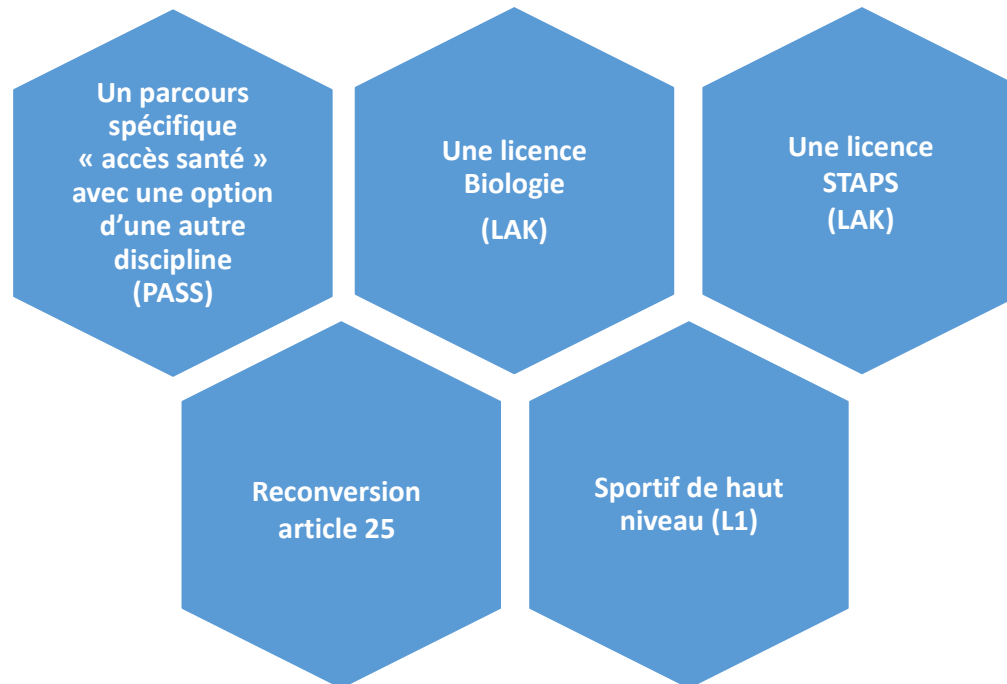 Un parcours
spécifique
« accès santé »
avec une option
d’une autre
discipline
(PASS)
Une licence
Biologie
(LAK)
Une licence
STAPS
(LAK)
Reconversion
article 25
Sportif de haut
niveau (L1)